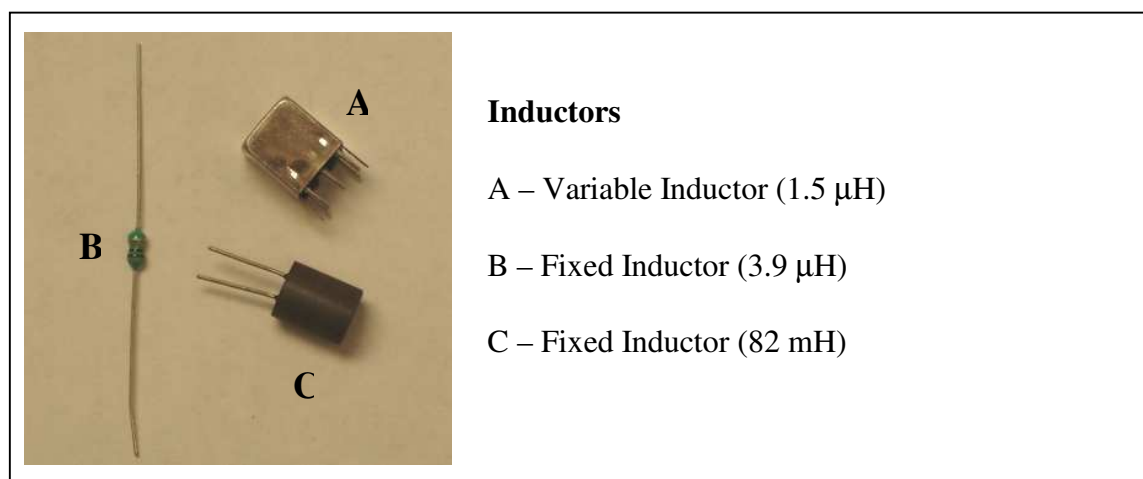 A
B
C
Inductors
A – Variable Inductor (1.5 μH)
B – Fixed Inductor (3.9 μH)
C – Fixed Inductor (82 mH)